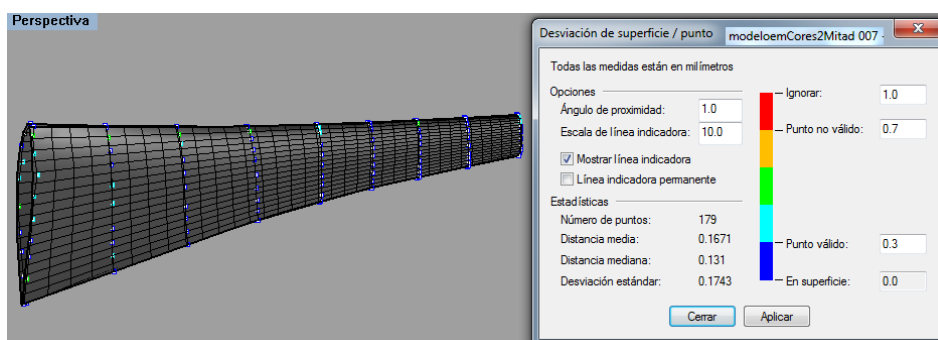 Perspectiva
Desviación de superficie / punto modeloemCores2Mitad 007 -
Todas las medidas están en milímetros
Opciones
Ángulo de proximidad: 1.0
Escala de línea indicadora: 10.0
Mostrar línea indicadora
Línea indicadora permanente
Estadísticas
Número de puntos: 179
Distancia media: 0.1671
Distancia mediana: 0.131
Desviación estándar: 0.1743
Ignorar: 1.0
Punto no válido: 0.7
Punto válido: 0.3
En superficie: 0.0
Cerrar Aplicar